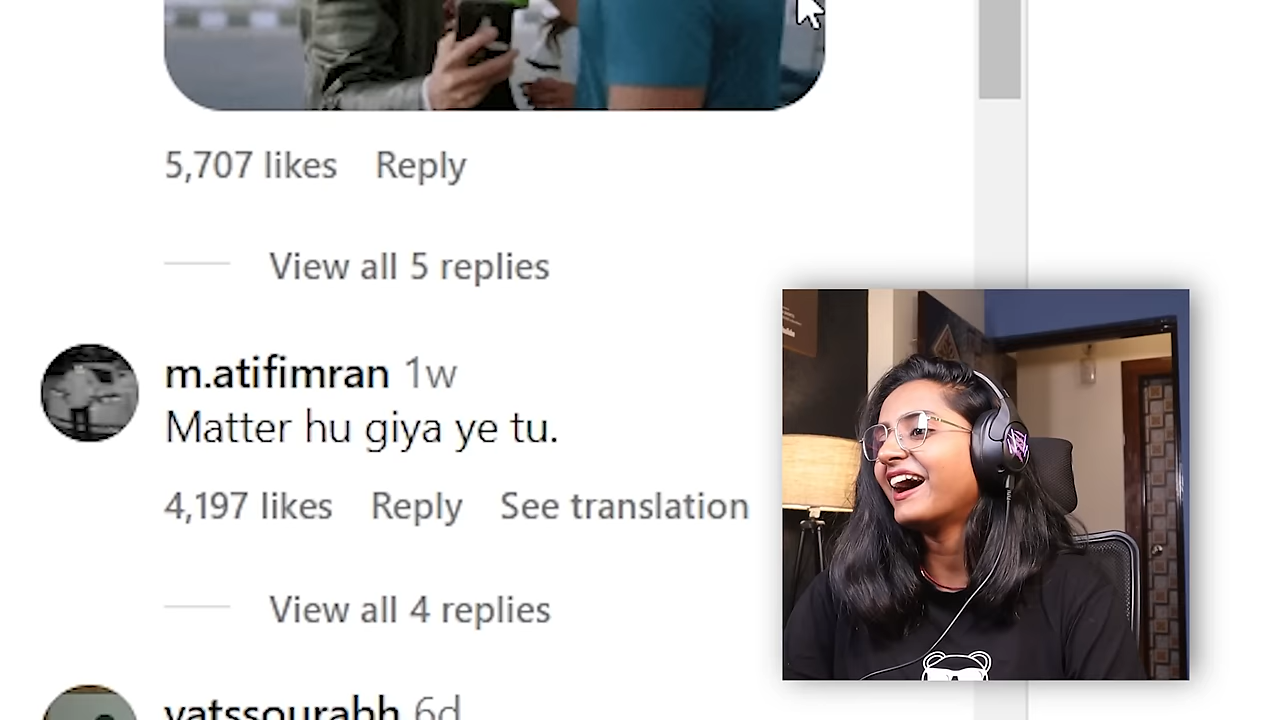 5,707 likes Reply
View all 5 replies
m.atifimran 1w
Matter hu giya ye tu.
4,197 likes Reply See translation
View all 4 replies
vatssourabh 6d